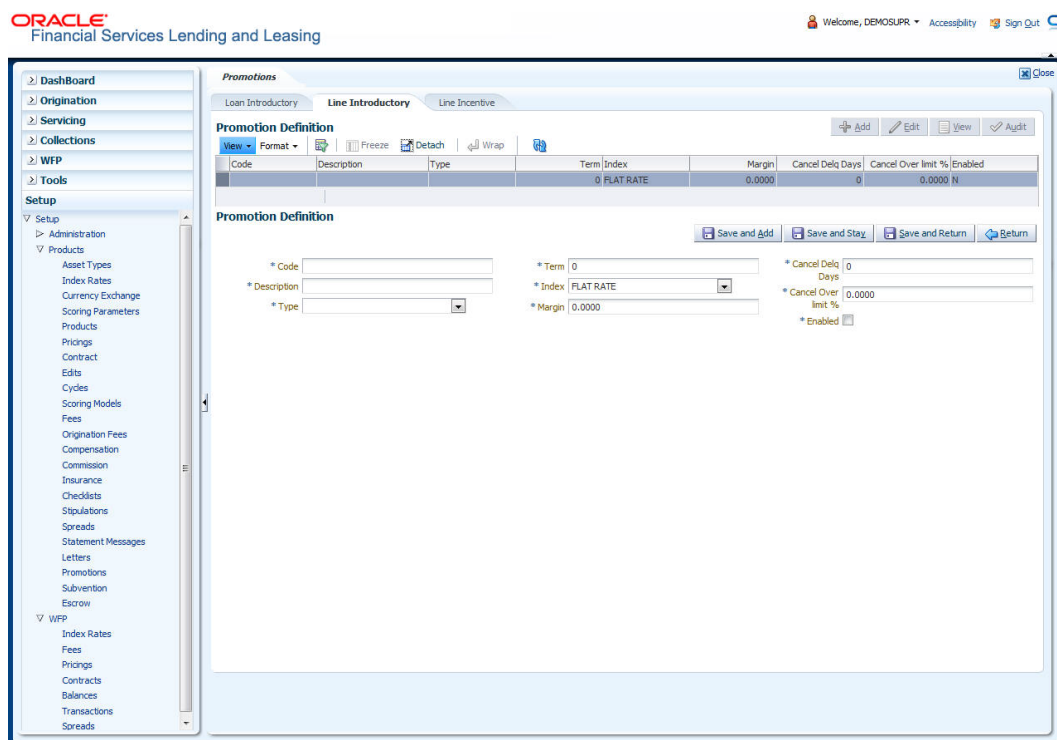 ORACLE
Financial Services Lending and Leasing
Welcome, DEMOSUPR
Accessibility
Sign Out
DashBoard
Origination
Servicing
Collections
WFP
Tools
Setup
Setup
Administration
Products
Asset Types
Index Rates
Currency Exchange
Scoring Parameters
Products
Pricings
Contract
Edits
Cycles
Scoring Models
Fees
Origination Fees
Compensation
Commission
Insurance
Checklists
Stipulations
Spreads
Statement Messages
Letters
Promotions
Subvention
Escrow
WFP
Index Rates
Fees
Pricings
Contracts
Balances
Transactions
Spreads
Promotions
Close
Loan Introductory Line Introductory Line Incentive
Promotion Definition
Add Edit View Audit
View Format Freeze Detach Wrap
Code Description Type Term Index Margin Cancel Delq Days Cancel Over limit % Enabled
0 FLAT RATE 0.0000 0 0.0000 N
Promotion Definition
Save and Add Save and Stay Save and Return Return
* Code
* Description
* Type
* Term 0
* Index FLAT RATE
* Margin 0.0000
* Cancel Delq Days 0
* Cancel Over limit % 0.0000
* Enabled